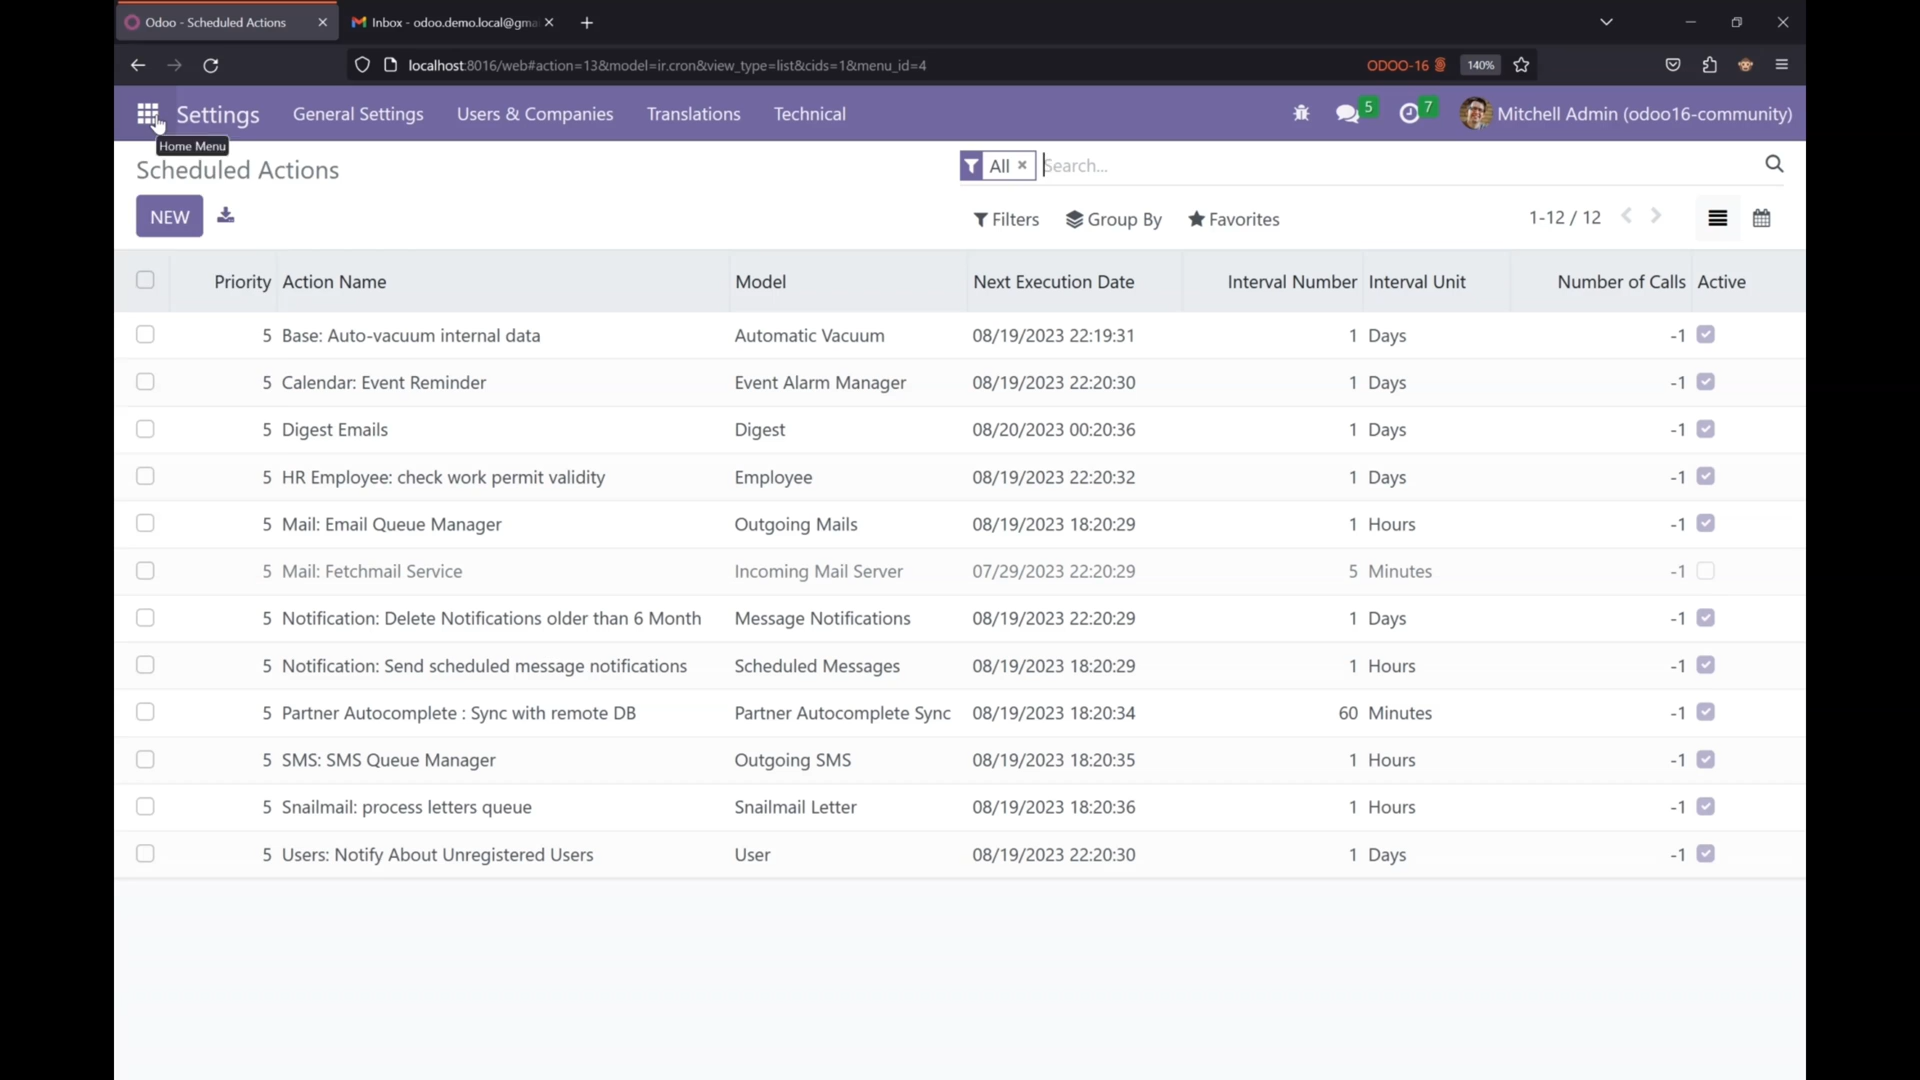 Odoo - Scheduled Actions
Inbox - odoo.demo.local@gma
localhost:8016/web#action=13&model=ir.cron&view_type=list&cids=1&menu_id=4
ODOO-16
140%
Settings General Settings Users & Companies Translations Technical
5 7 Mitchell Admin (odoo16-community)
Home Menu
Scheduled Actions
All Search...
NEW
Filters Group By Favorites 1-12 / 12
Priority Action Name Model Next Execution Date Interval Number Interval Unit Number of Calls Active
5 Base: Auto-vacuum internal data Automatic Vacuum 08/19/2023 22:19:31 1 Days -1
5 Calendar: Event Reminder Event Alarm Manager 08/19/2023 22:20:30 1 Days -1
5 Digest Emails Digest 08/20/2023 00:20:36 1 Days -1
5 HR Employee: check work permit validity Employee 08/19/2023 22:20:32 1 Days -1
5 Mail: Email Queue Manager Outgoing Mails 08/19/2023 18:20:29 1 Hours -1
5 Mail: Fetchmail Service Incoming Mail Server 07/29/2023 22:20:29 5 Minutes -1
5 Notification: Delete Notifications older than 6 Month Message Notifications 08/19/2023 22:20:29 1 Days -1
5 Notification: Send scheduled message notifications Scheduled Messages 08/19/2023 18:20:29 1 Hours -1
5 Partner Autocomplete : Sync with remote DB Partner Autocomplete Sync 08/19/2023 18:20:34 60 Minutes -1
5 SMS: SMS Queue Manager Outgoing SMS 08/19/2023 18:20:35 1 Hours -1
5 Snailmail: process letters queue Snailmail Letter 08/19/2023 18:20:36 1 Hours -1
5 Users: Notify About Unregistered Users User 08/19/2023 22:20:30 1 Days -1